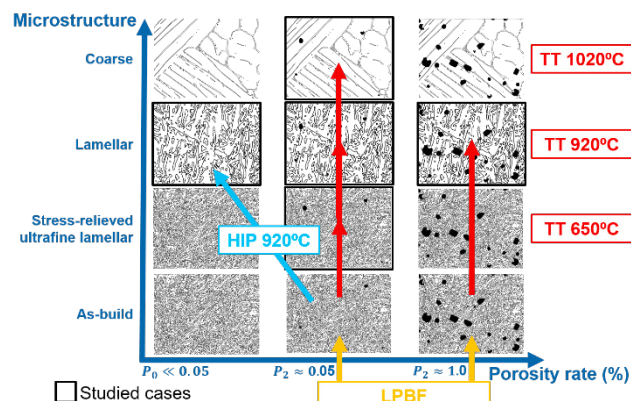 Microstructure
Coarse
TT 1020ºC
Lamellar
TT 920ºC
Stress-relieved
ultrafine lamellar
HIP 920ºC
TT 650ºC
As-build
P₀ ≪ 0.05
P₂ ≈ 0.05
P₂ ≈ 1.0
Porosity rate (%)
Studied cases
LPBF